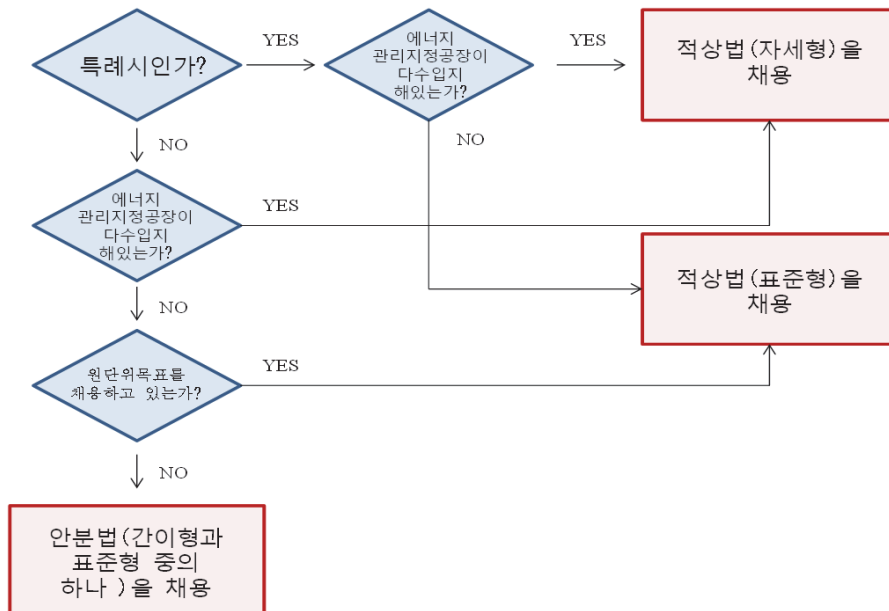 특례시인가?
YES
에너지
관리지정공장이
다수입지
해있는가?
YES
적상법(자세형)을
채용
NO
NO
에너지
관리지정공장이
다수입지
해있는가?
YES
적상법(표준형)을
채용
NO
원단위목표를
채용하고 있는가?
YES
NO
안분법(간이형과
표준형 중의
하나 )을 채용